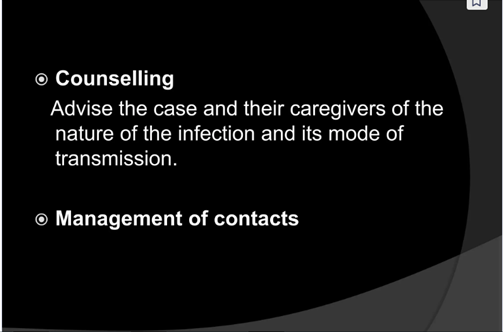 Counselling
Advise the case and their caregivers of the
nature of the infection and its mode of
transmission.
Management of contacts